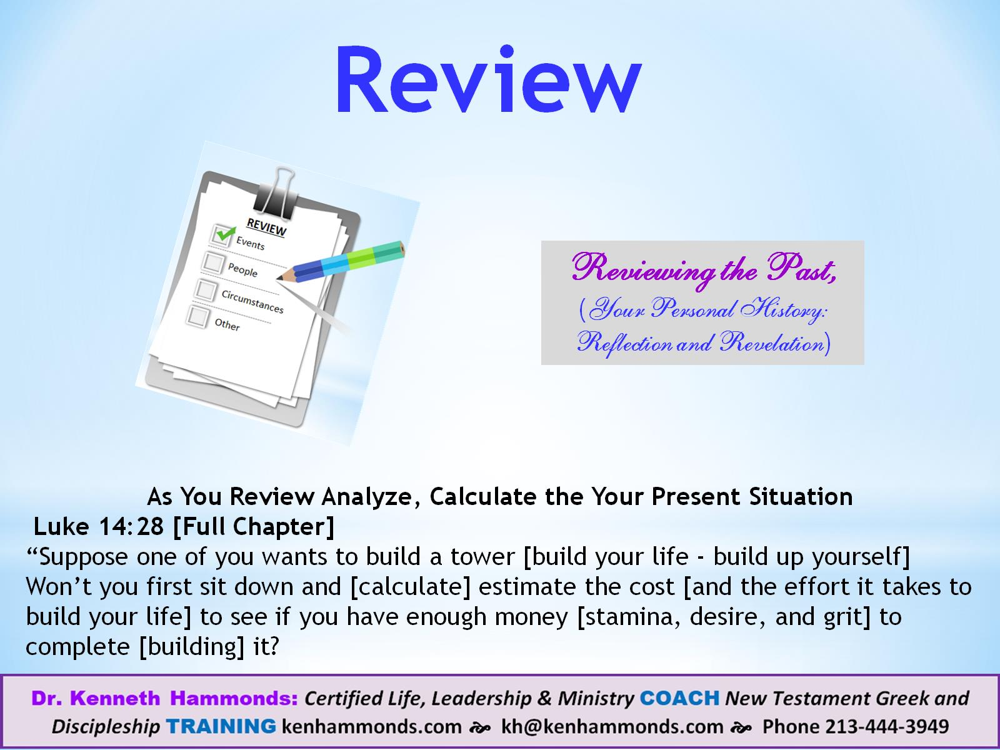 Review
REVIEW
Events
People
Circumstances
Other
Reviewing the Past,
(Your Personal History:
Reflection and Revelation)
As You Review Analyze, Calculate the Your Present Situation
Luke 14:28 [Full Chapter]
“Suppose one of you wants to build a tower [build your life - build up yourself]
Won’t you first sit down and [calculate] estimate the cost [and the effort it takes to
build your life] to see if you have enough money [stamina, desire, and grit] to
complete [building] it?
Dr. Kenneth Hammonds: Certified Life, Leadership & Ministry COACH New Testament Greek and
Discipleship TRAINING kenhammonds.com kh@kenhammonds.com Phone 213-444-3949